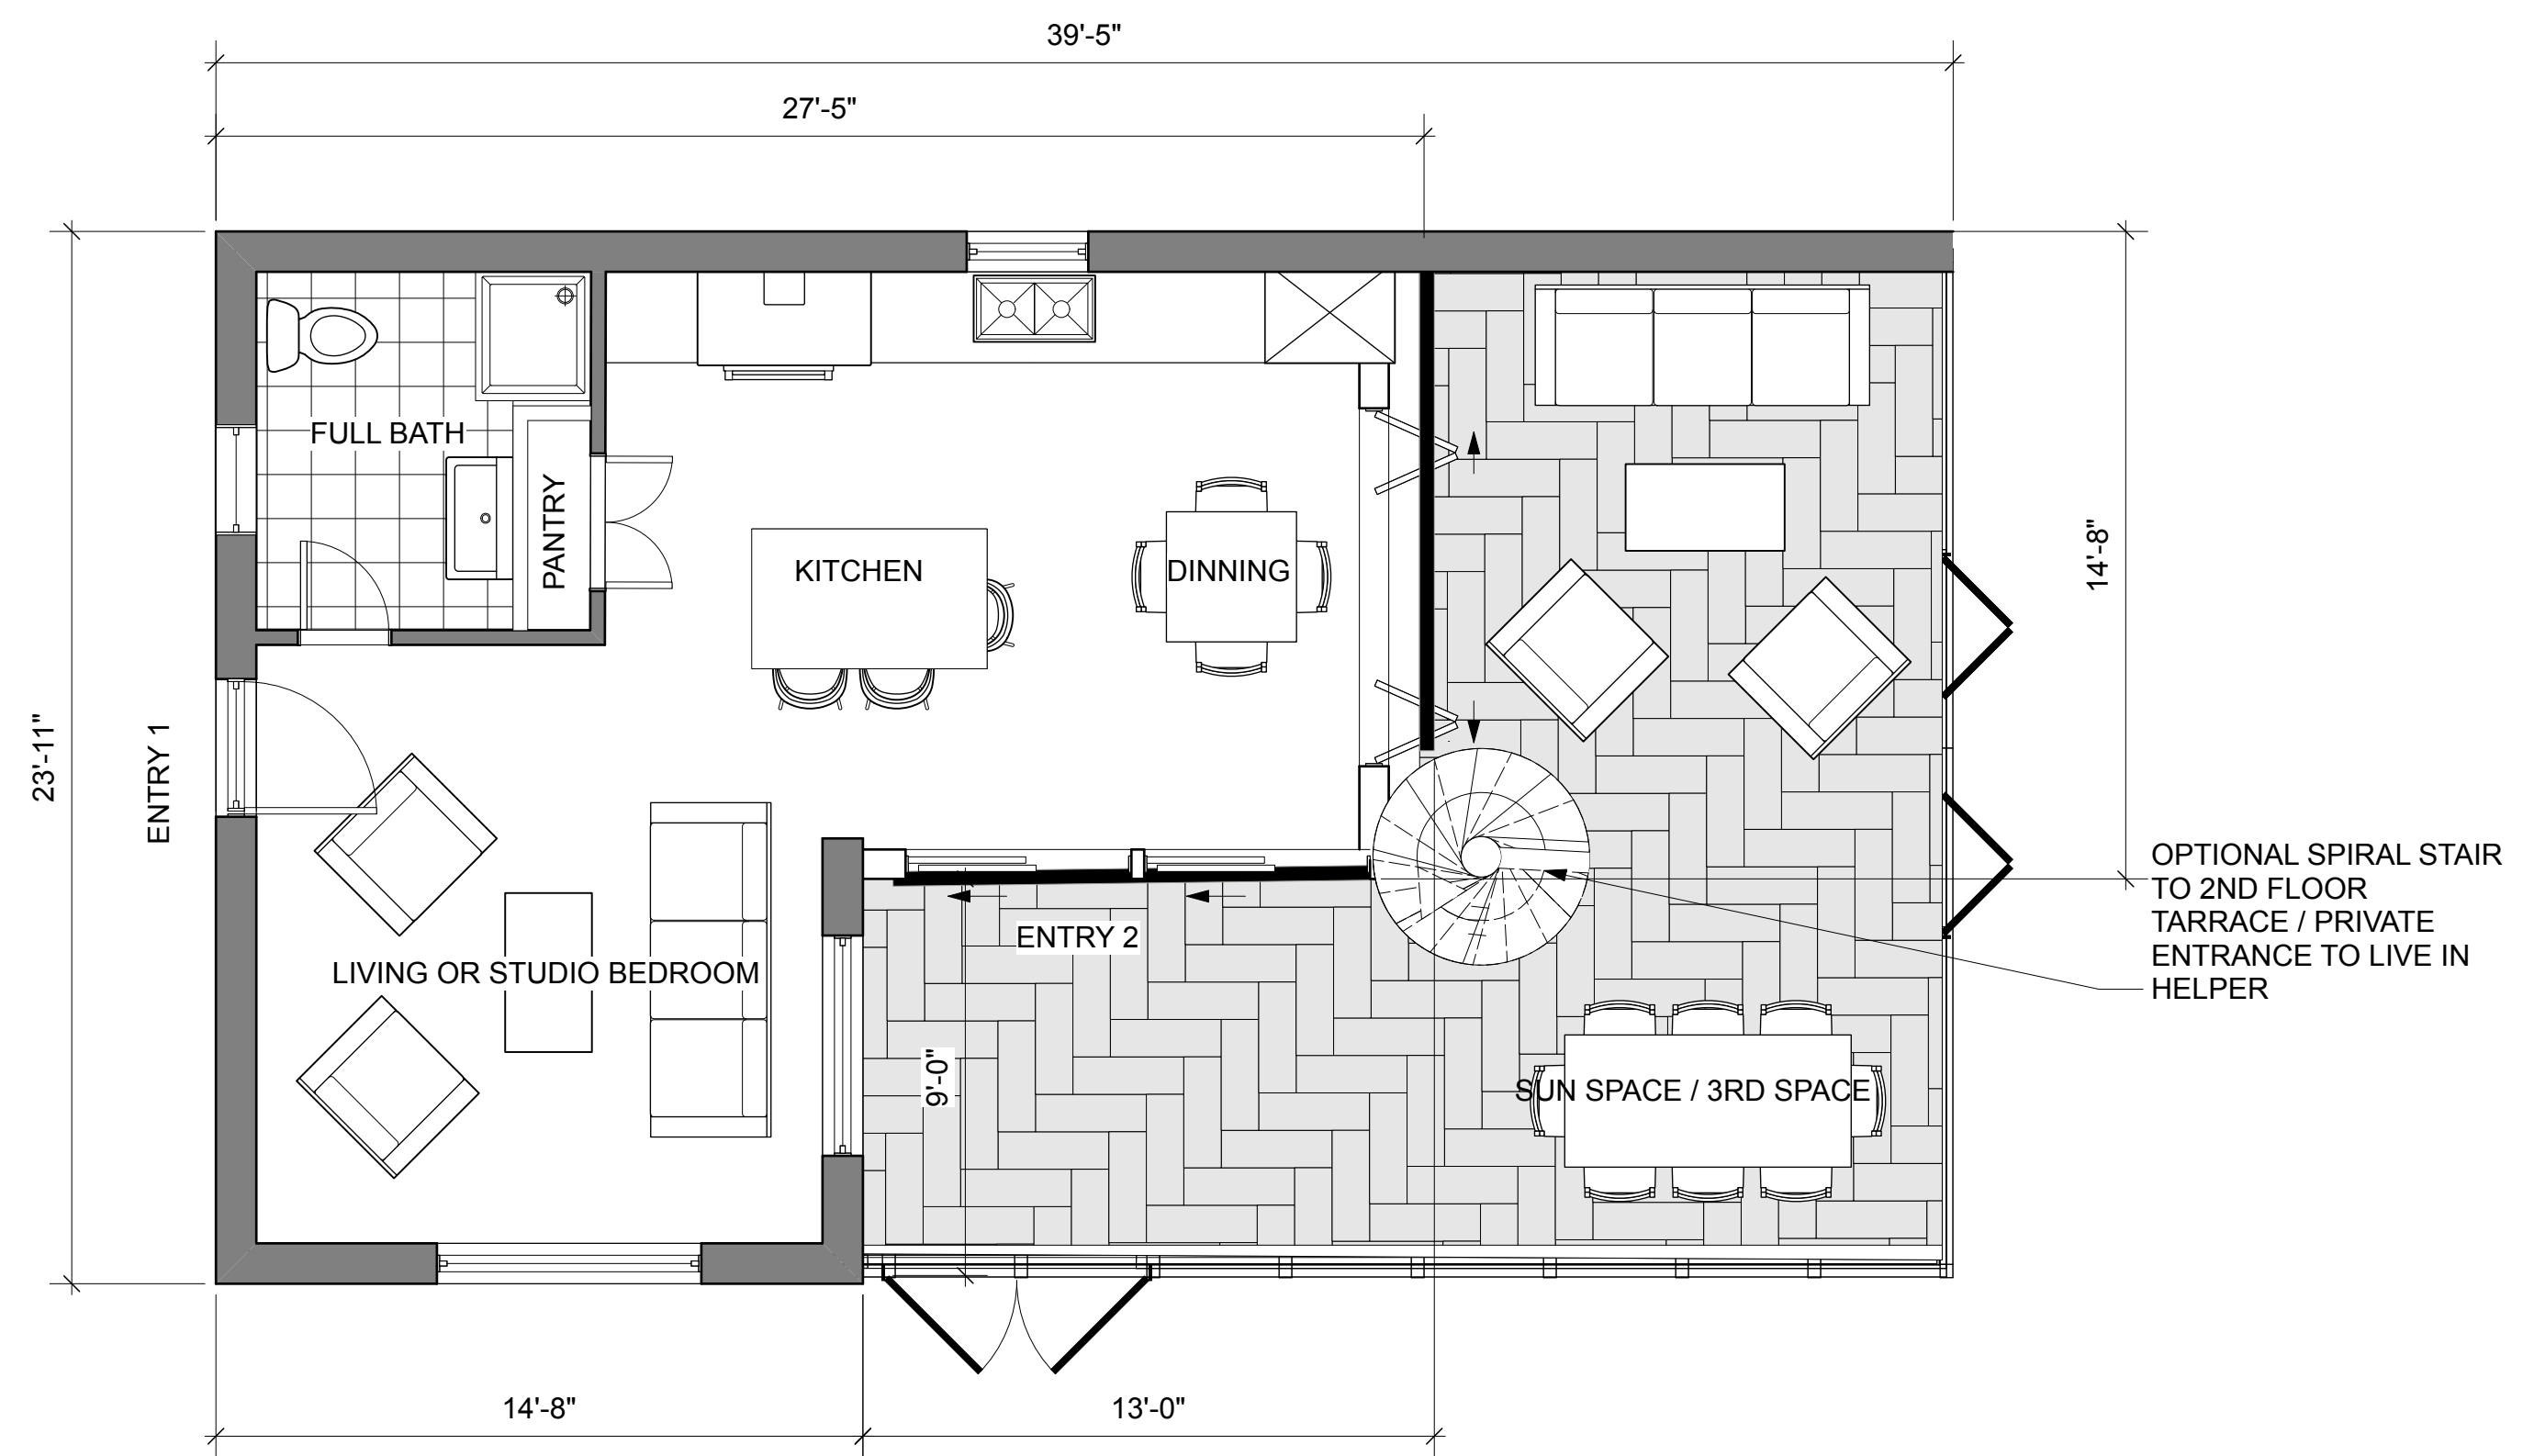 39'-5"
27'-5"
FULL BATH
PANTRY
KITCHEN
DINNING
14'-8"
23'-11"
ENTRY 1
OPTIONAL SPIRAL STAIR
TO 2ND FLOOR
TARRACE / PRIVATE
ENTRANCE TO LIVE IN
HELPER
ENTRY 2
LIVING OR STUDIO BEDROOM
9'-0"
SUN SPACE / 3RD SPACE
14'-8"
13'-0"